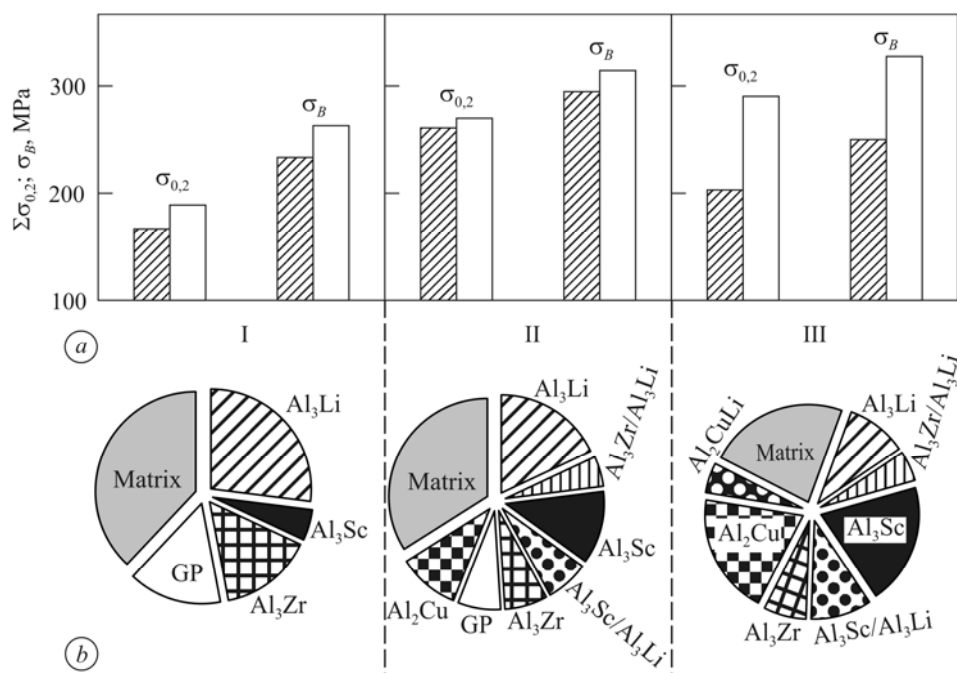 Σσ0,2; σB, MPa
300
200
100
σ0,2
σB
σ0,2
σB
σ0,2
σB
a
I
II
III
b
Matrix
Al3Li
Al3Sc
Al3Zr
GP
Al3Li
Al3Zr/Al3Li
Al3Sc
Al3Sc/Al3Li
Al3Zr
GP
Al2Cu
Matrix
Al2CuLi
Matrix
Al3Li
Al3Zr/Al3Li
Al3Sc
Al3Sc/Al3Li
Al3Zr
Al2Cu